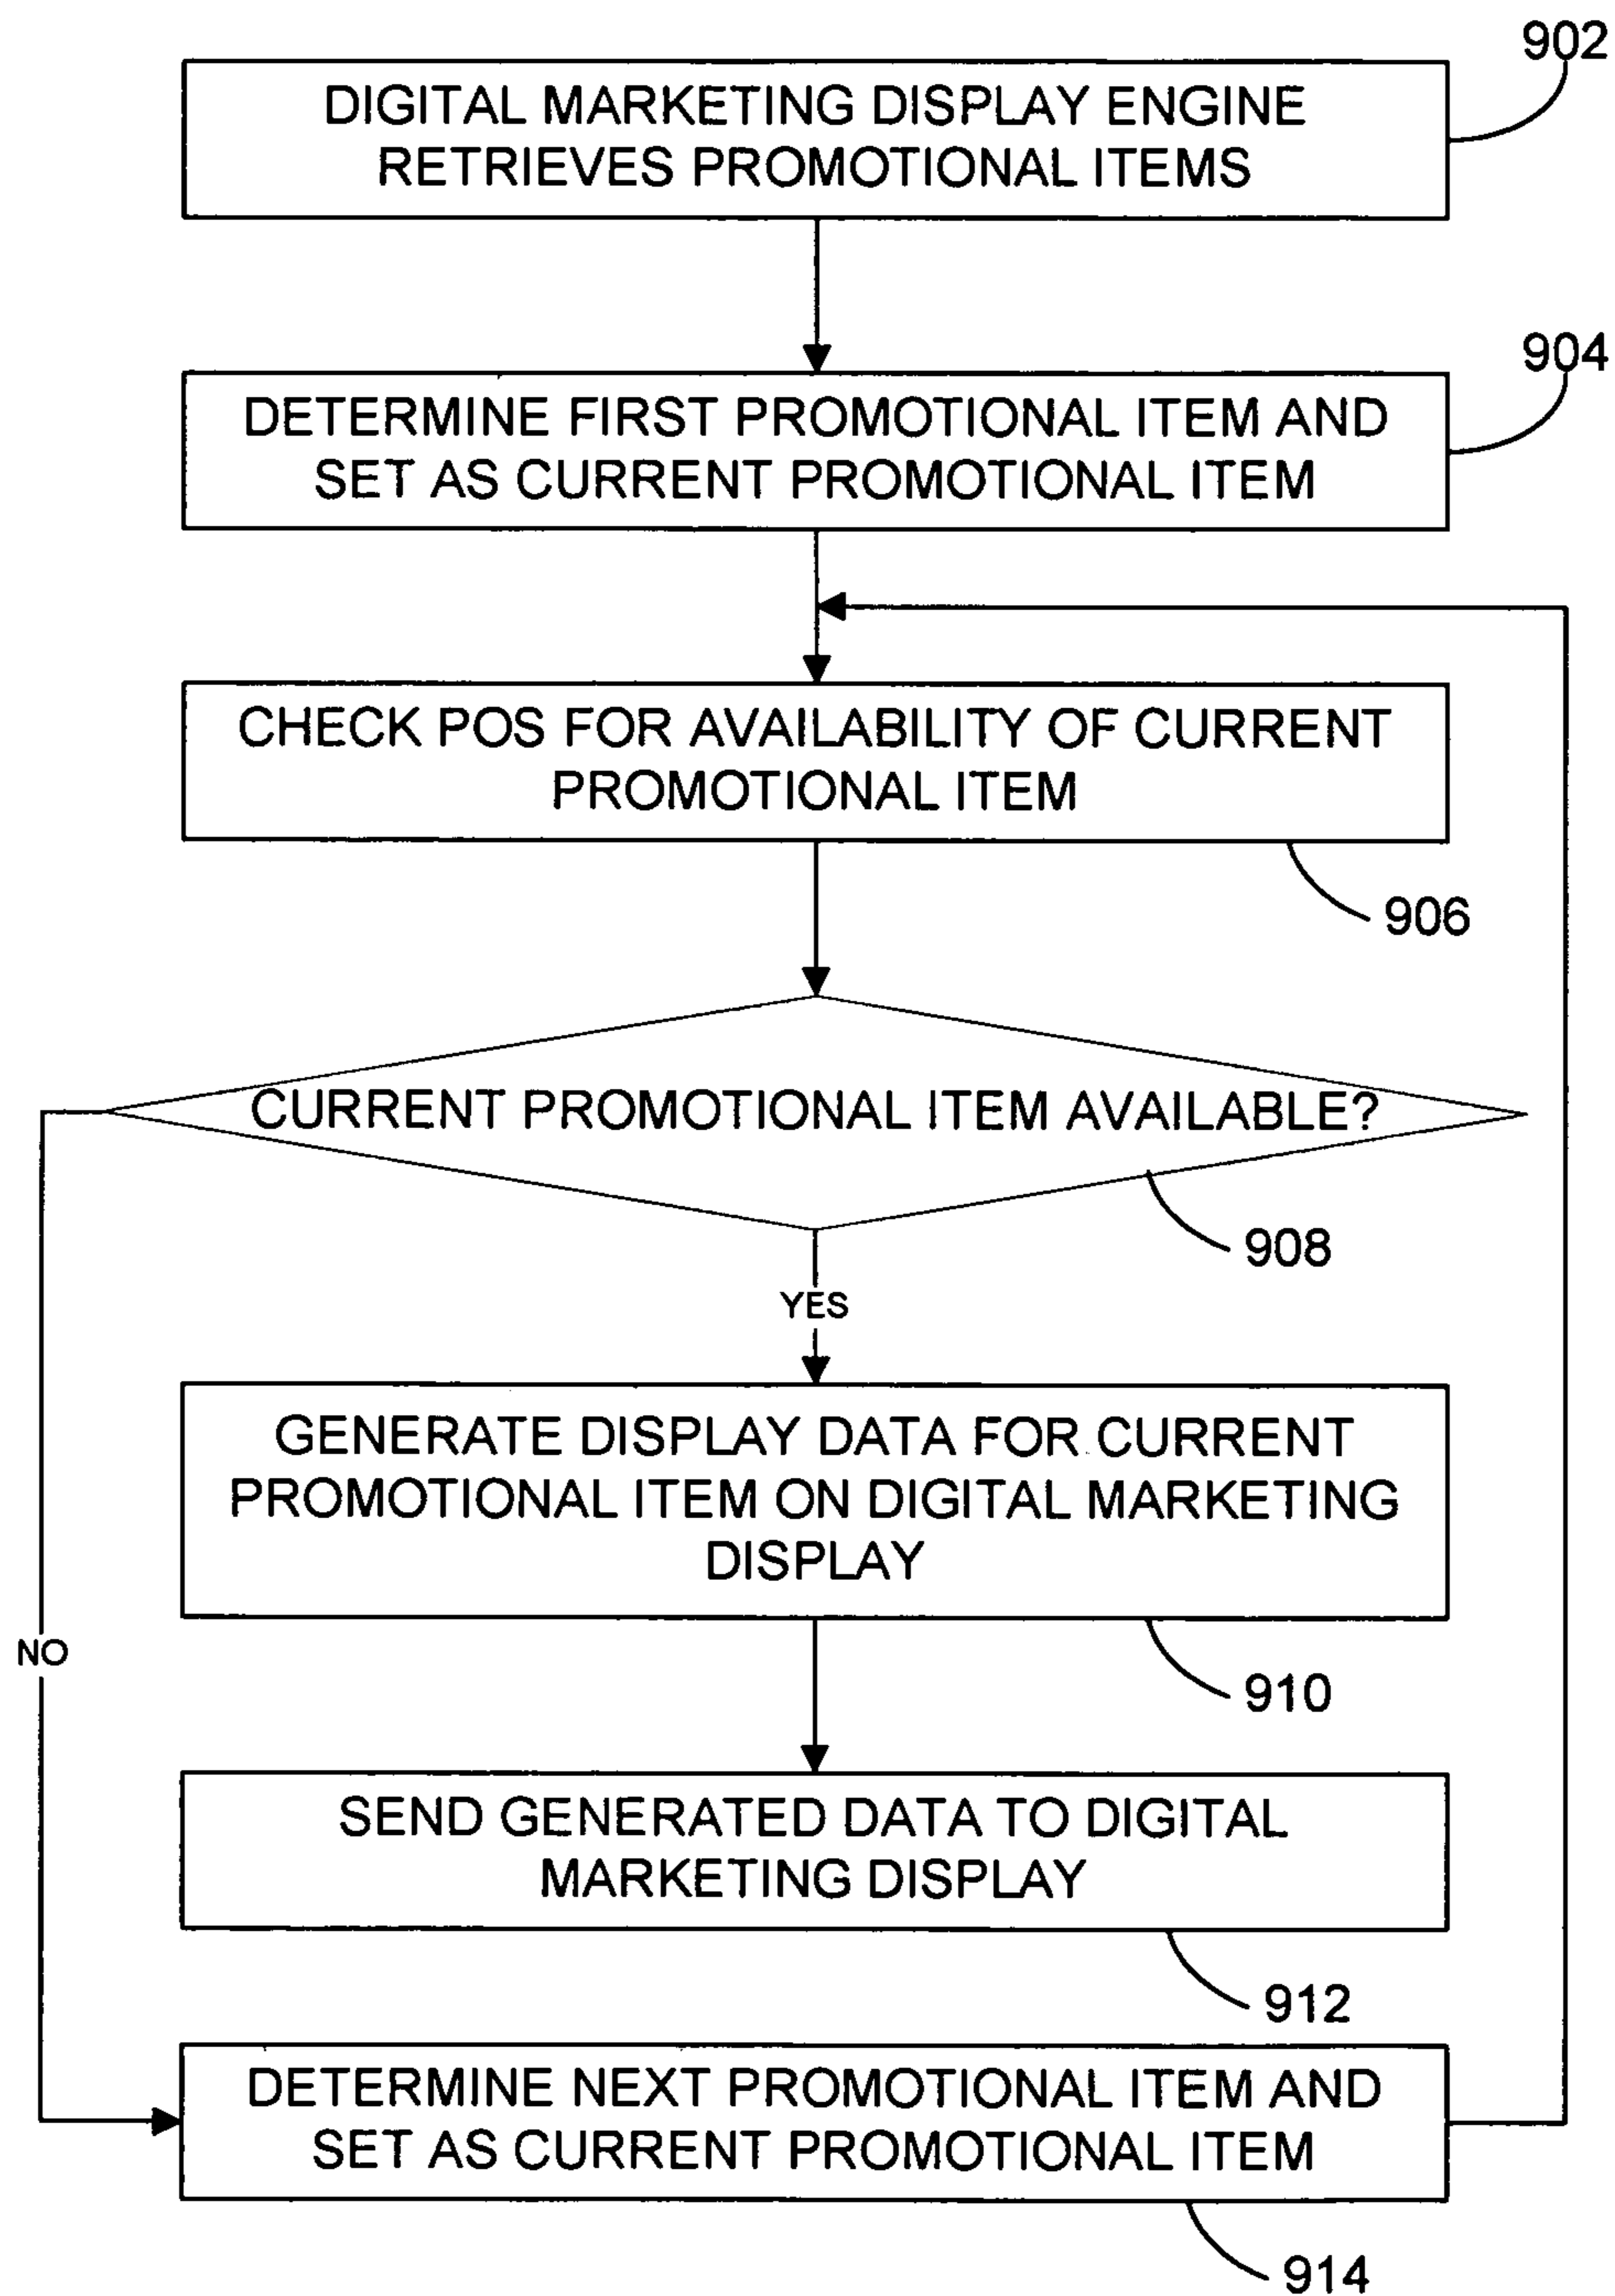 902
DIGITAL MARKETING DISPLAY ENGINE
RETRIEVES PROMOTIONAL ITEMS
904
DETERMINE FIRST PROMOTIONAL ITEM AND
SET AS CURRENT PROMOTIONAL ITEM
CHECK POS FOR AVAILABILITY OF CURRENT
PROMOTIONAL ITEM
906
CURRENT PROMOTIONAL ITEM AVAILABLE?
908
YES
GENERATE DISPLAY DATA FOR CURRENT
PROMOTIONAL ITEM ON DIGITAL MARKETING
DISPLAY
NO
910
SEND GENERATED DATA TO DIGITAL
MARKETING DISPLAY
912
DETERMINE NEXT PROMOTIONAL ITEM AND
SET AS CURRENT PROMOTIONAL ITEM
914